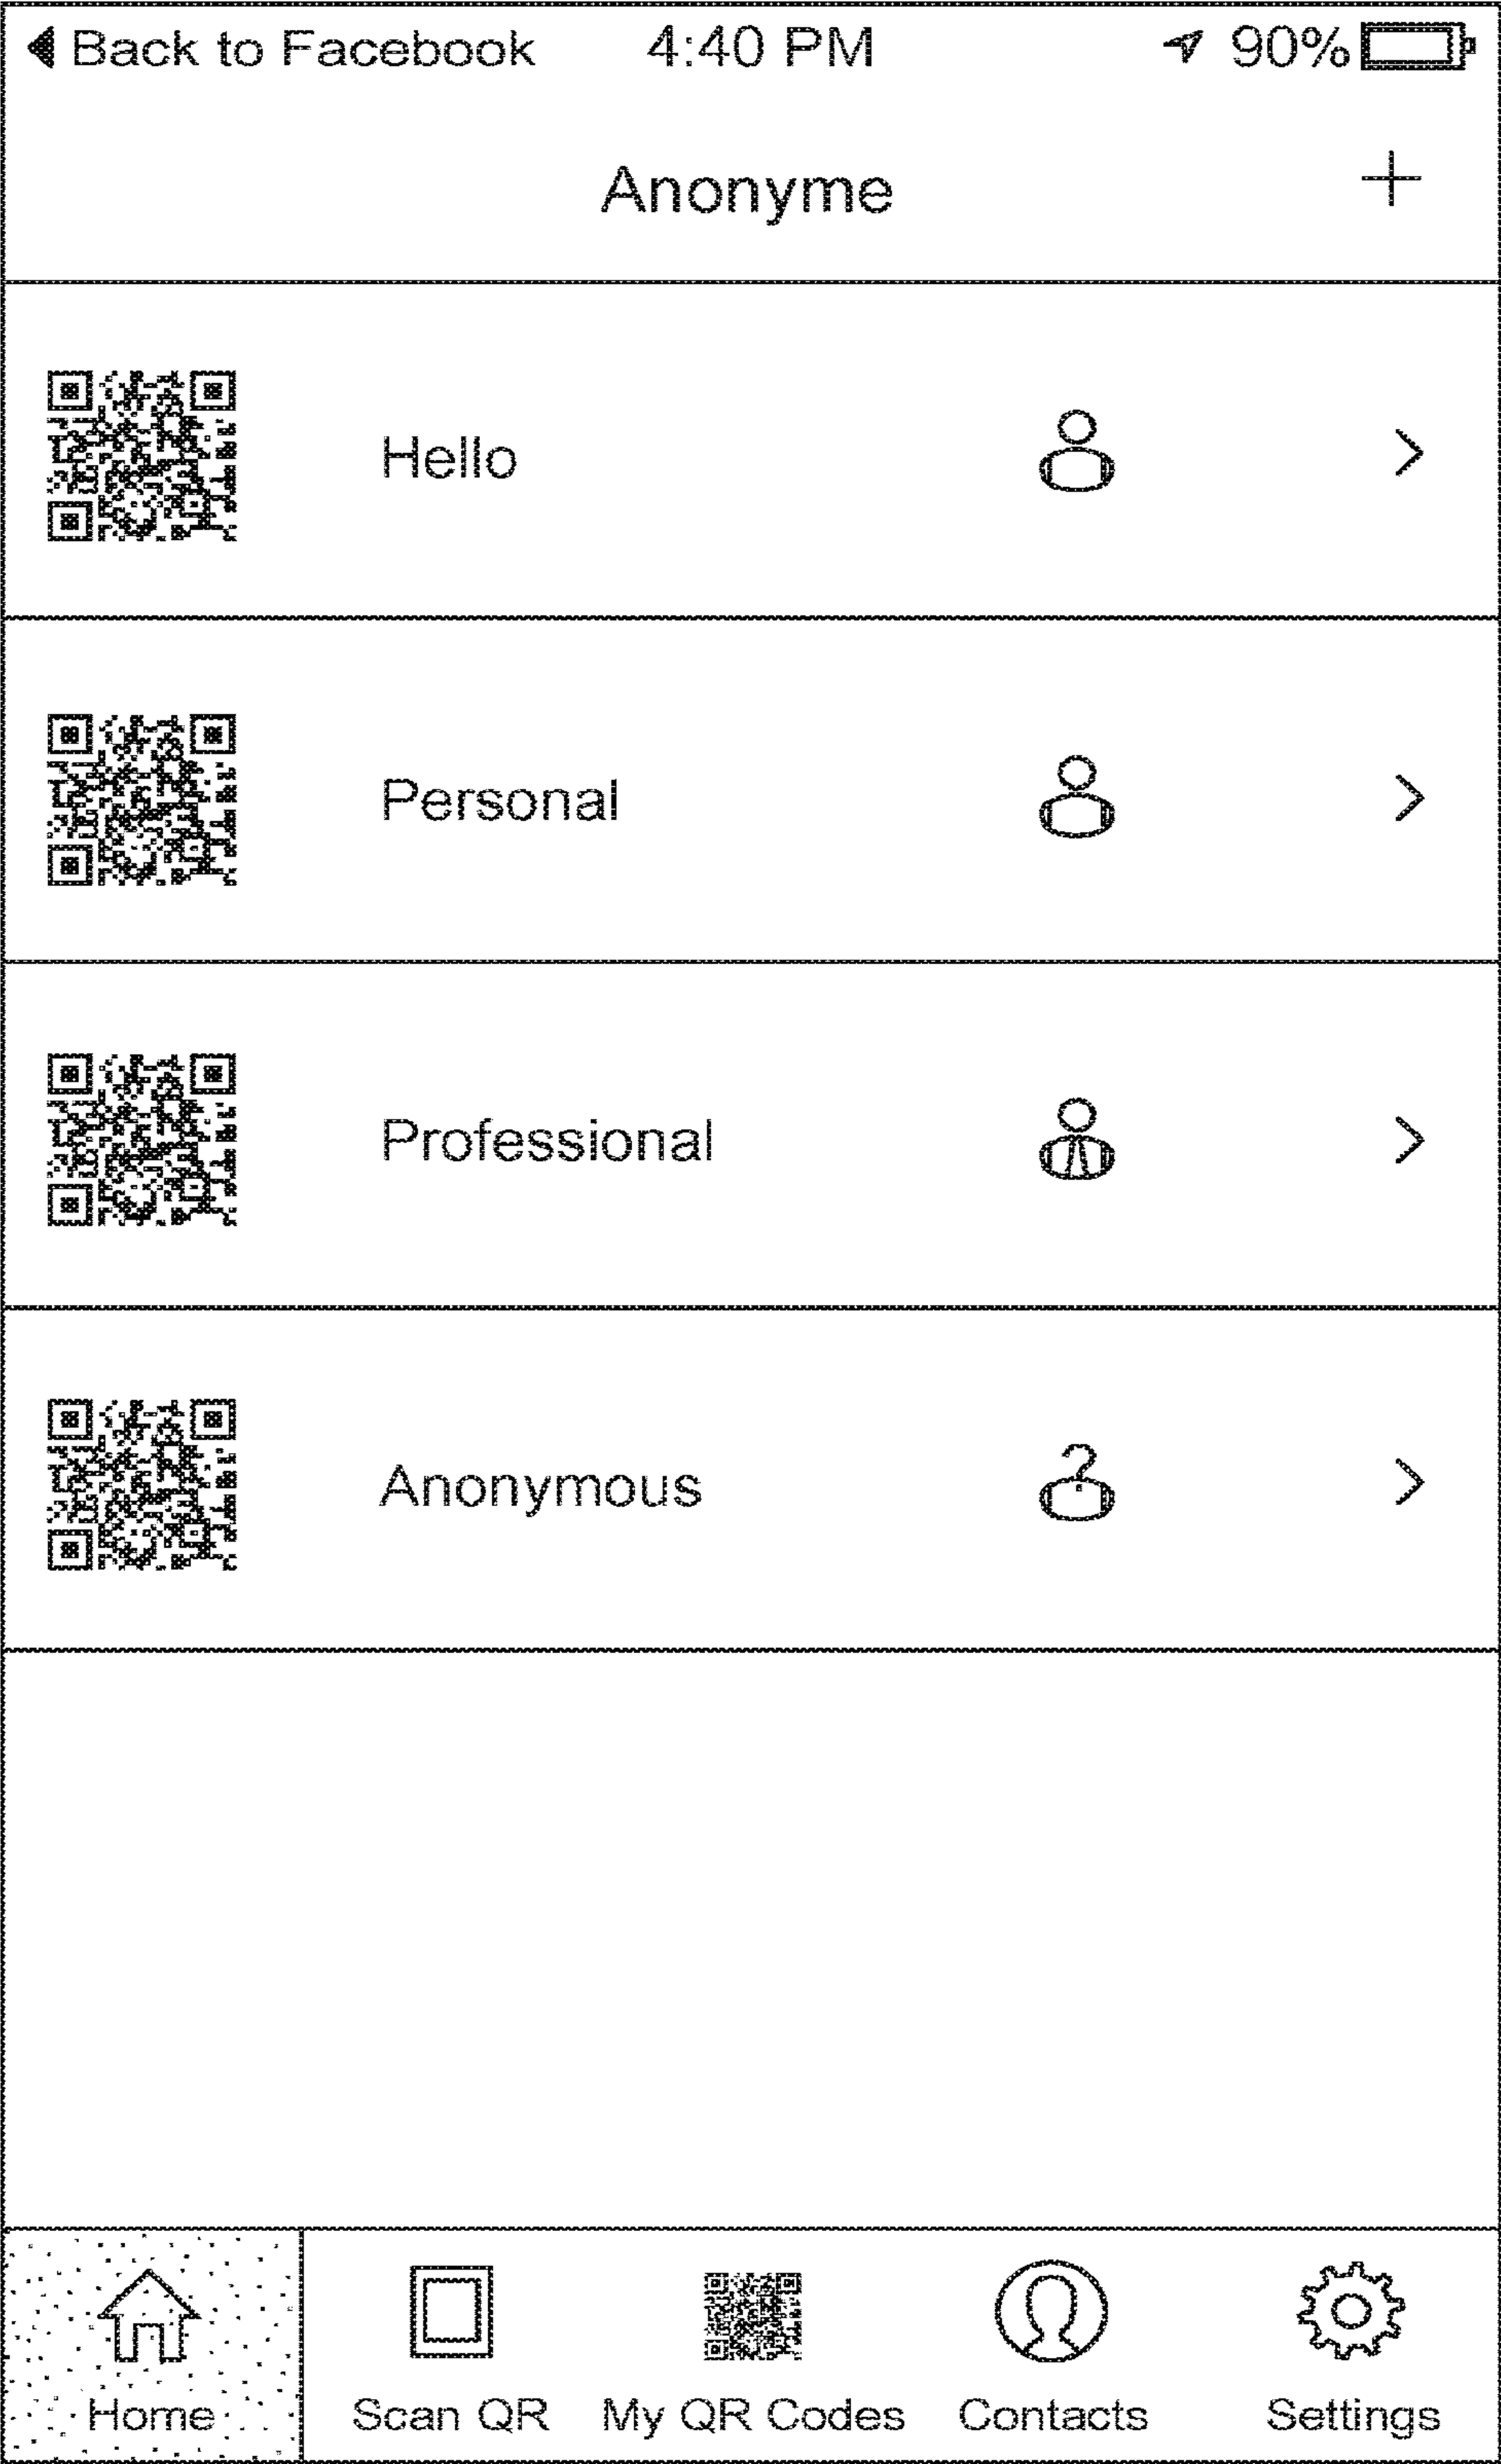 Back to Facebook 4:40 PM 90%
Anonyme
Hello
Personal
Professional
Anonymous
Home Scan QR My QR Codes Contacts Settings